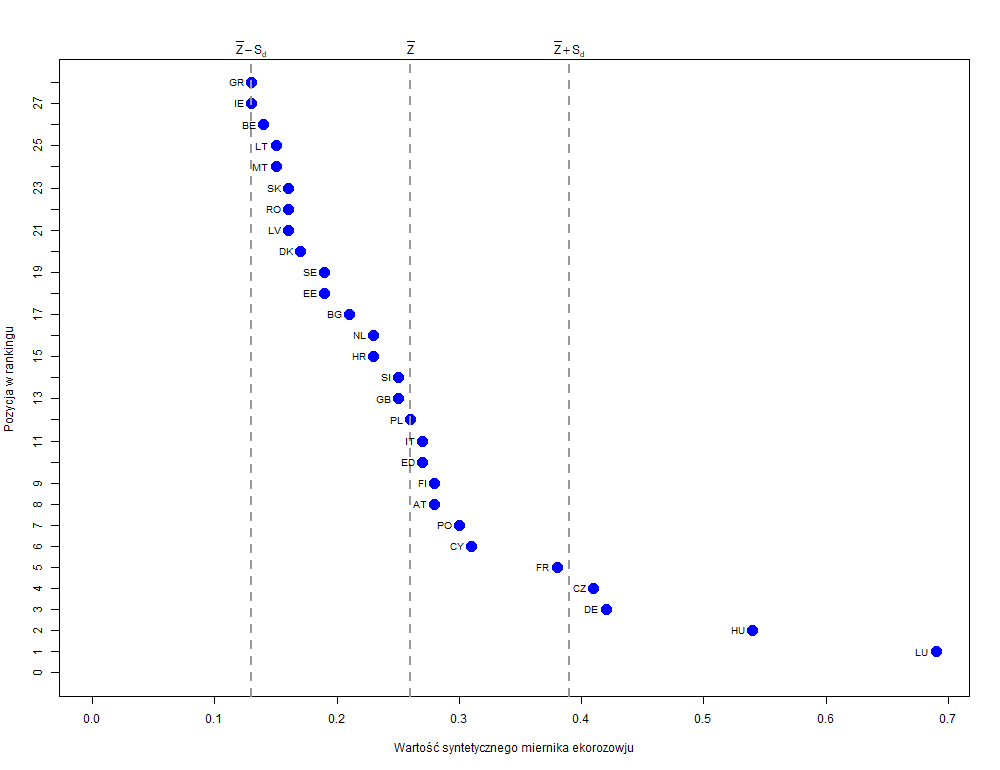 Z̅ − Sd Z̅ Z̅ + Sd
GR
27 IE
BE
25 LT
MT
23 SK
RO
21 LV
DK
19 SE
EE
17 BG
NL
15 HR
SI
13 GB
PL
11 IT
ED
9 FI
8 AT
7 PO
6 CY
5 FR
4 CZ
3 DE
2 HU
1 LU
0
Pozycja w rankingu
0.0 0.1 0.2 0.3 0.4 0.5 0.6 0.7
Wartość syntetycznego miernika ekorozowju